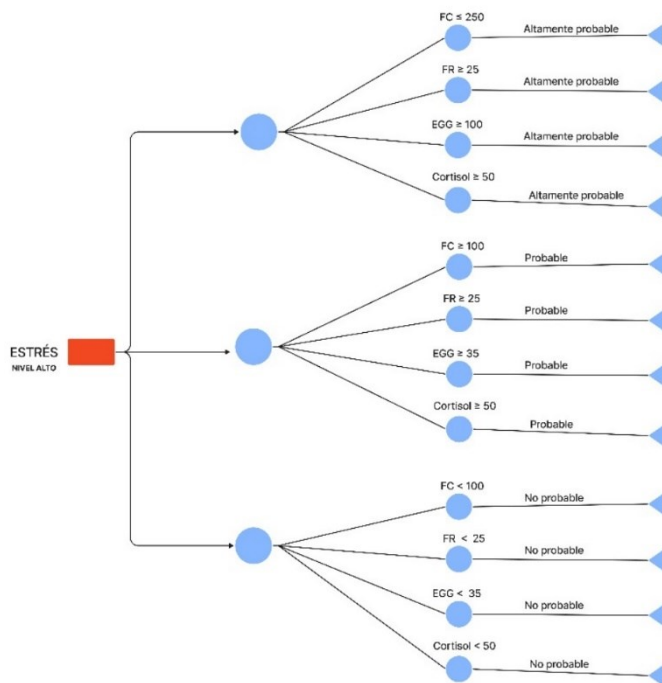 FC ≤ 250
Altamente probable
FR ≥ 25
Altamente probable
EGG ≥ 100
Altamente probable
Cortisol ≥ 50
Altamente probable
FC ≥ 100
Probable
FR ≥ 25
Probable
ESTRÉS
NIVEL ALTO
EGG ≥ 35
Probable
Cortisol ≥ 50
Probable
FC < 100
No probable
FR < 25
No probable
EGG < 35
No probable
Cortisol < 50
No probable